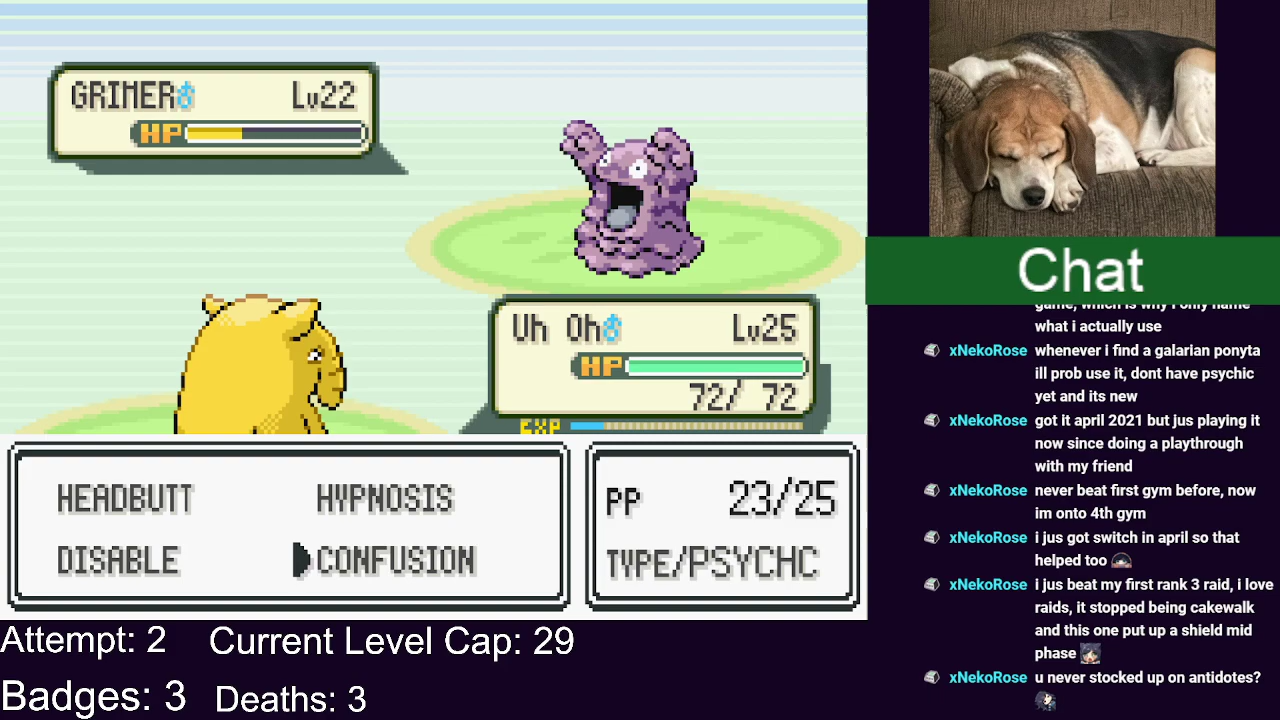 GRIMER♂ Lv22
HP
Uh Oh♂ Lv25
HP
72/ 72
EXP
HEADBUTT HYPNOSIS
DISABLE CONFUSION
PP 23/25
TYPE/PSYCHC
Attempt: 2 Current Level Cap: 29
Badges: 3 Deaths: 3
Chat
game, which is why i only name
what i actually use
xNekoRose whenever i find a galarian ponyta
ill prob use it, dont have psychic
yet and its new
xNekoRose got it april 2021 but jus playing it
now since doing a playthrough
with my friend
xNekoRose never beat first gym before, now
im onto 4th gym
xNekoRose i jus got switch in april so that
helped too
xNekoRose i jus beat my first rank 3 raid, i love
raids, it stopped being cakewalk
and this one put up a shield mid
phase
xNekoRose u never stocked up on antidotes?